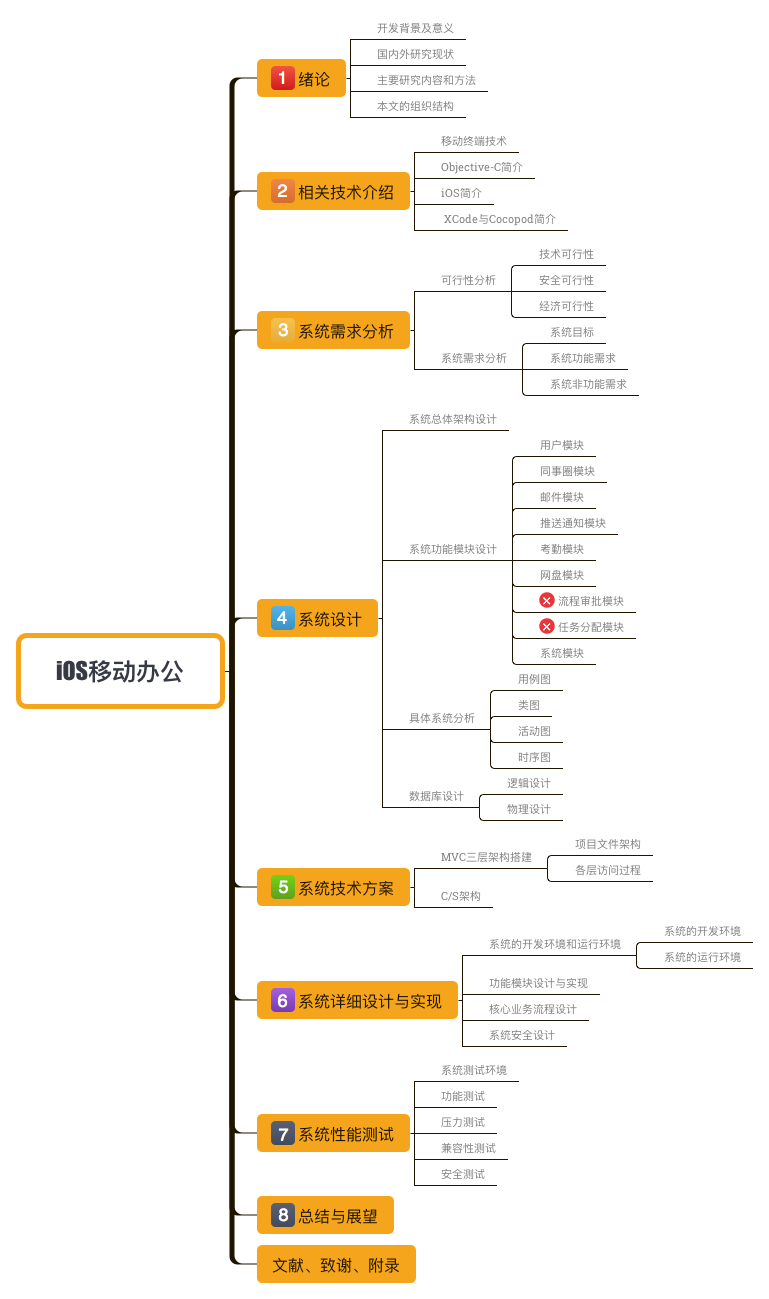 iOS移动办公
1 绪论
开发背景及意义
国内外研究现状
主要研究内容和方法
本文的组织结构
2 相关技术介绍
移动终端技术
Objective-C简介
iOS简介
XCode与Cocopod简介
3 系统需求分析
可行性分析
技术可行性
安全可行性
经济可行性
系统需求分析
系统目标
系统功能需求
系统非功能需求
4 系统设计
系统总体架构设计
系统功能模块设计
用户模块
同事圈模块
邮件模块
推送通知模块
考勤模块
网盘模块
流程审批模块
任务分配模块
系统模块
具体系统分析
用例图
类图
活动图
时序图
数据库设计
逻辑设计
物理设计
5 系统技术方案
MVC三层架构搭建
项目文件架构
各层访问过程
C/S架构
6 系统详细设计与实现
系统的开发环境和运行环境
系统的开发环境
系统的运行环境
功能模块设计与实现
核心业务流程设计
系统安全设计
7 系统性能测试
系统测试环境
功能测试
压力测试
兼容性测试
安全测试
8 总结与展望
文献、致谢、附录